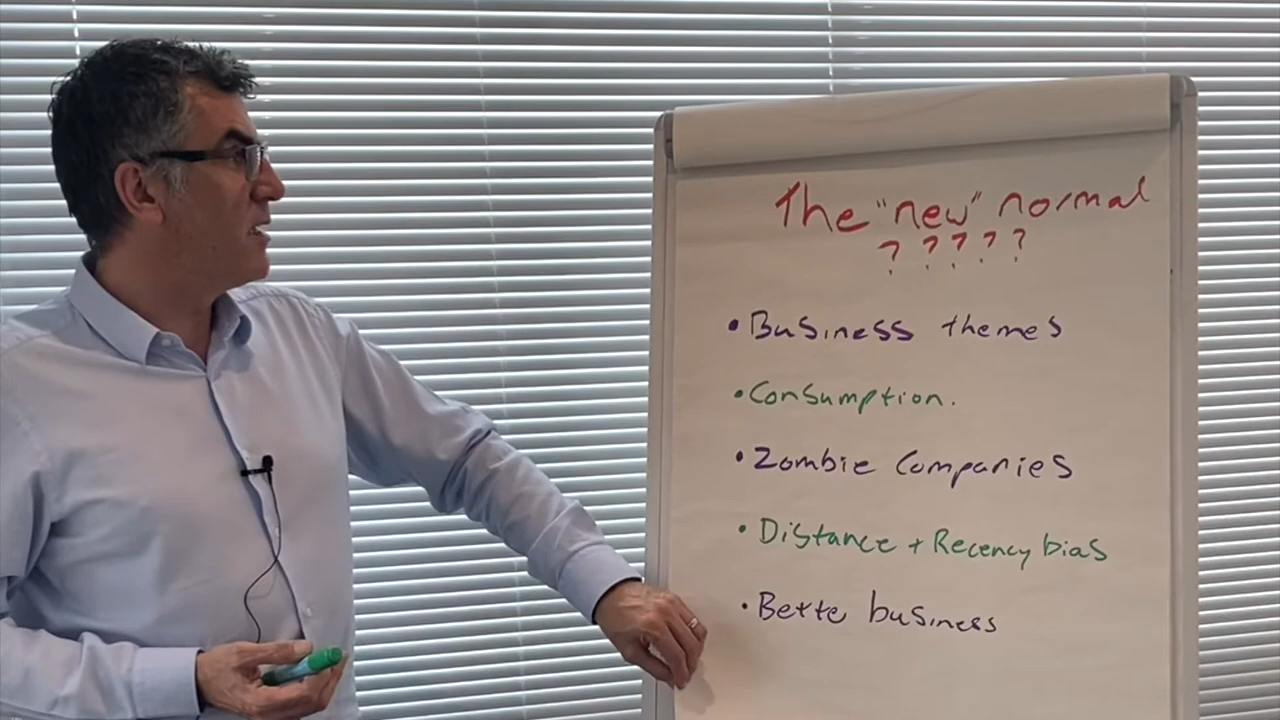 The "new" normal
? ? ? ? ?
• Business themes
• Consumption.
• Zombie Companies
• Distance + Recency bias
• Bette business